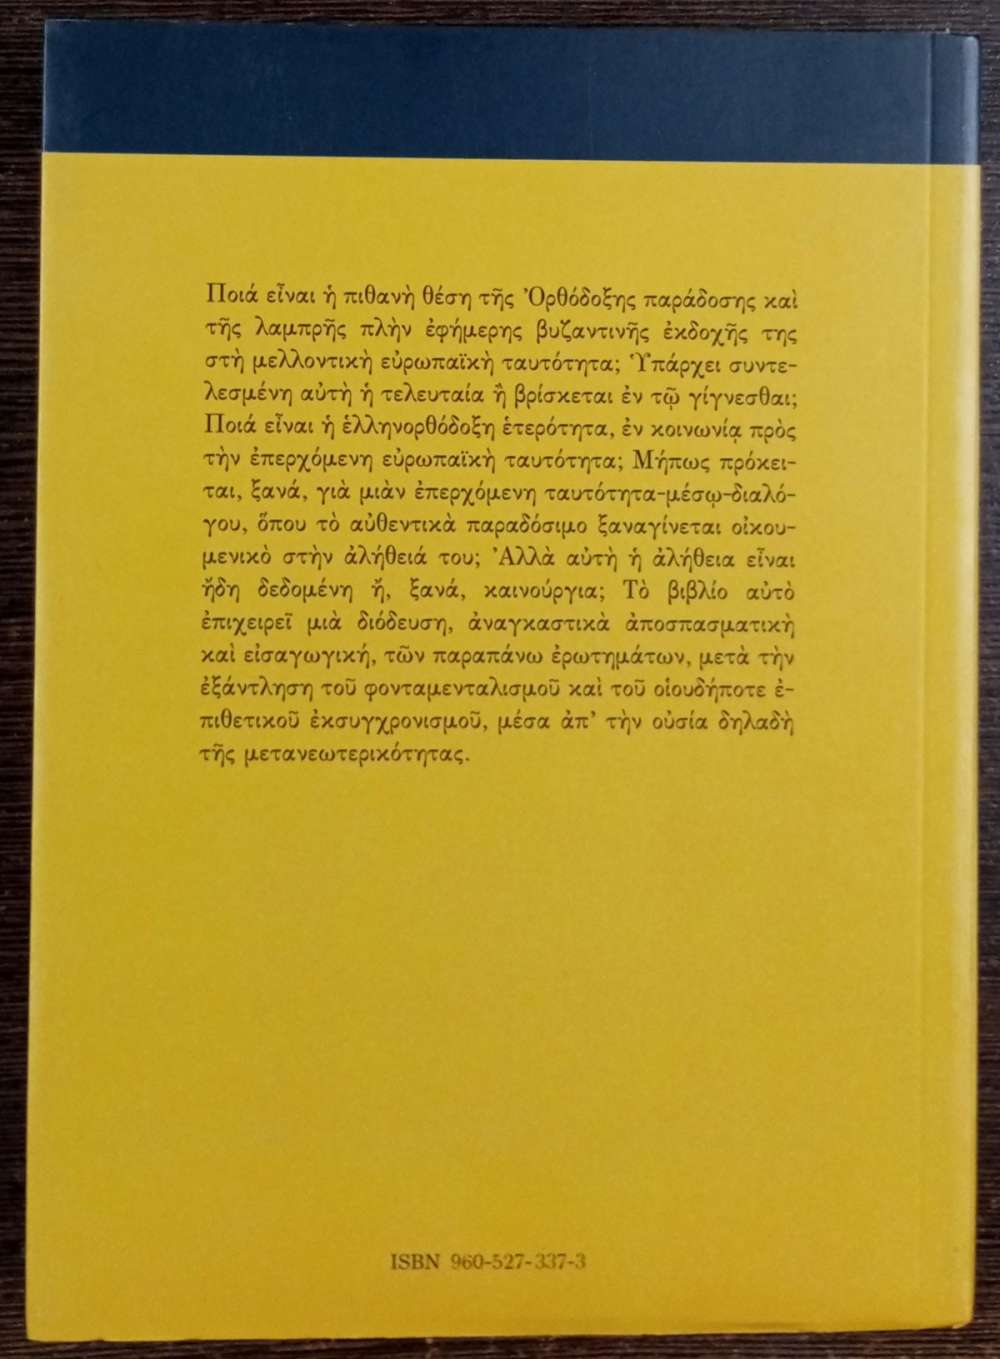 Ποιά εἶναι ἡ πιθανὴ θέση τῆς Ὀρθόδοξης παράδοσης καὶ
τῆς λαμπρῆς πλὴν ἐφήμερης βυζαντινῆς ἐκδοχῆς της
στὴ μελλοντικὴ εὐρωπαϊκὴ ταυτότητα; Ὑπάρχει συντε-
λεσμένη αὐτὴ ἡ τελευταία ἢ βρίσκεται ἐν τῷ γίγνεσθαι;
Ποιά εἶναι ἡ ἑλληνορθόδοξη ἑτερότητα, ἐν κοινωνίᾳ πρὸς
τὴν ἐπερχόμενη εὐρωπαϊκὴ ταυτότητα; Μήπως πρόκει-
ται, ξανά, γιὰ μιὰν ἐπερχόμενη ταυτότητα-μέσῳ-διαλό-
γου, ὅπου τὸ αὐθεντικὰ παραδόσιμο ξαναγίνεται οἰκου-
μενικὸ στὴν ἀλήθειά του; Ἀλλὰ αὐτὴ ἡ ἀλήθεια εἶναι
ἤδη δεδομένη ἤ, ξανά, καινούργια; Τὸ βιβλίο αὐτὸ
ἐπιχειρεῖ μιὰ διόδευση, ἀναγκαστικὰ ἀποσπασματικὴ
καὶ εἰσαγωγική, τῶν παραπάνω ἐρωτημάτων, μετὰ τὴν
ἐξάντληση τοῦ φονταμενταλισμοῦ καὶ τοῦ οἱουδήποτε ἐ-
πιθετικοῦ ἐκσυγχρονισμοῦ, μέσα ἀπ' τὴν οὐσία δηλαδὴ
τῆς μετανεωτερικότητας.
ISBN 960-527-337-3